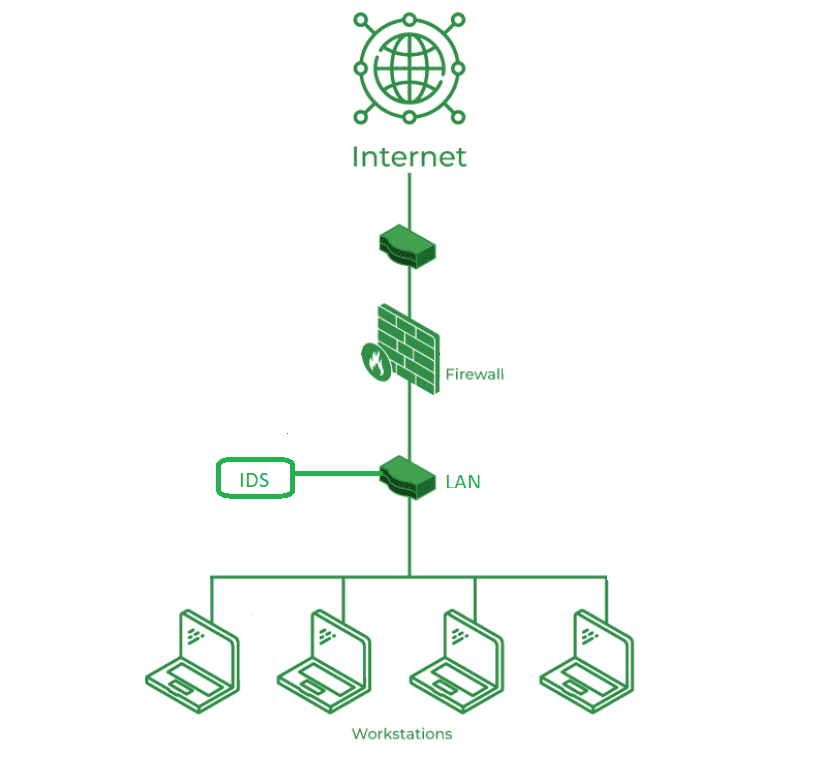 Internet
Firewall
IDS
LAN
Workstations